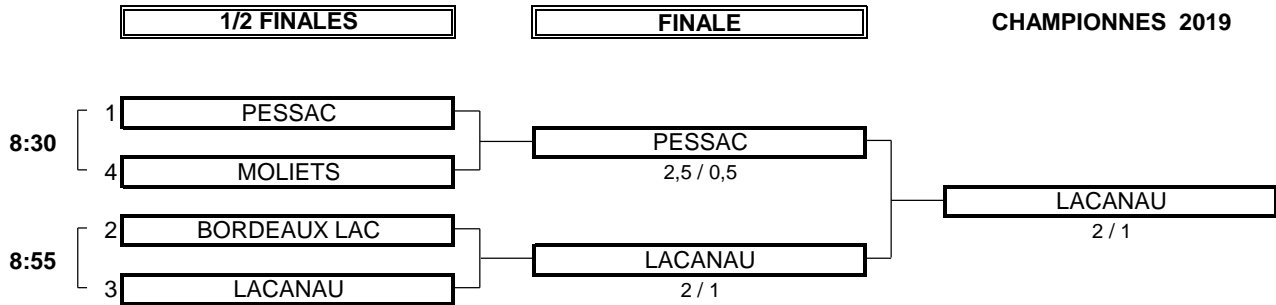 1/2 FINALES
FINALE
CHAMPIONNES 2019
8:30
1 PESSAC
4 MOLIETS
PESSAC
2,5 / 0,5
8:55
2 BORDEAUX LAC
3 LACANAU
LACANAU
2 / 1
LACANAU
2 / 1